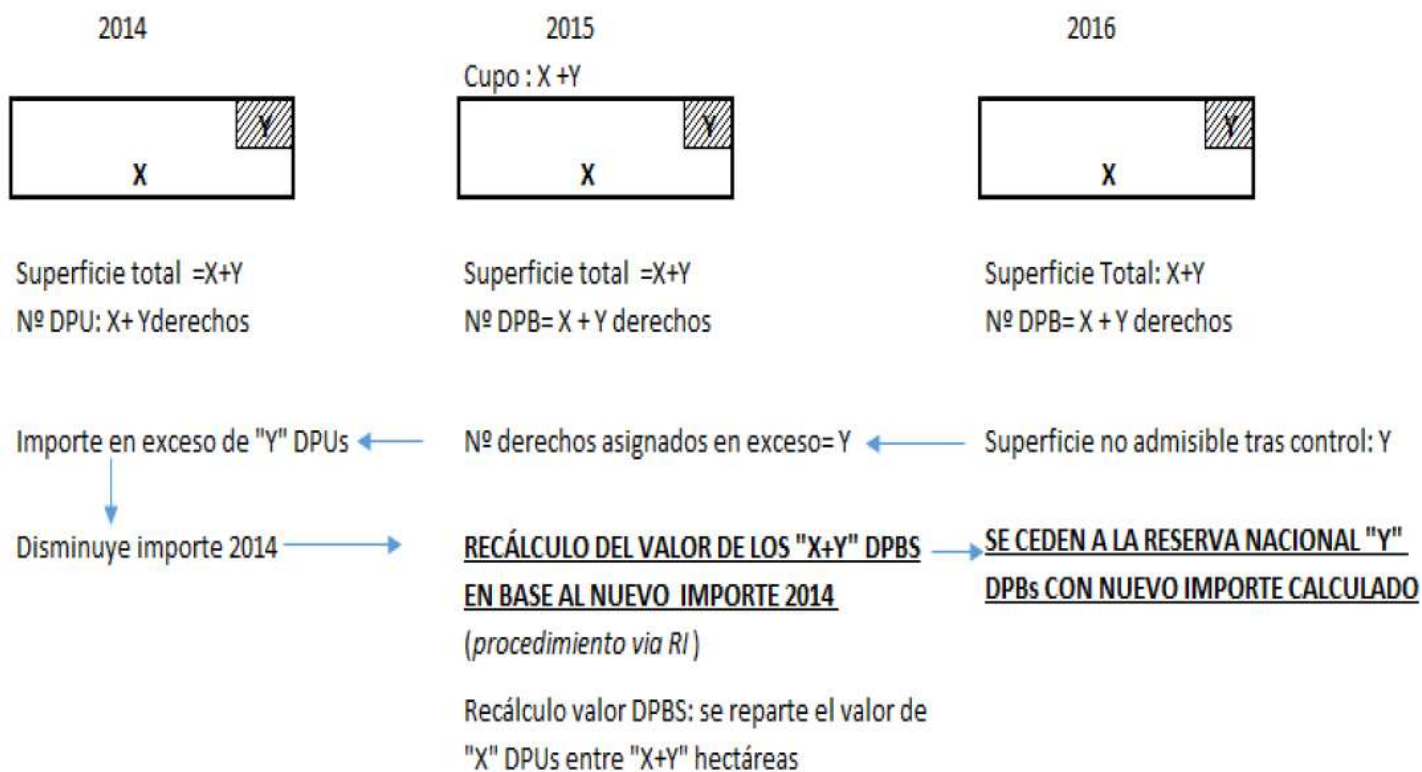 2014
Y
X
Superficie total =X+Y
Nº DPU: X+ Yderechos
Importe en exceso de "Y" DPUs
Disminuye importe 2014
2015
Cupo : X +Y
Y
X
Superficie total =X+Y
Nº DPB= X + Y derechos
Nº derechos asignados en exceso= Y
RECÁLCULO DEL VALOR DE LOS "X+Y" DPBS
EN BASE AL NUEVO IMPORTE 2014
(procedimiento via RI )
Recálculo valor DPBS: se reparte el valor de
"X" DPUs entre "X+Y" hectáreas
2016
Y
X
Superficie Total: X+Y
Nº DPB= X + Y derechos
Superficie no admisible tras control: Y
SE CEDEN A LA RESERVA NACIONAL "Y"
DPBs CON NUEVO IMPORTE CALCULADO